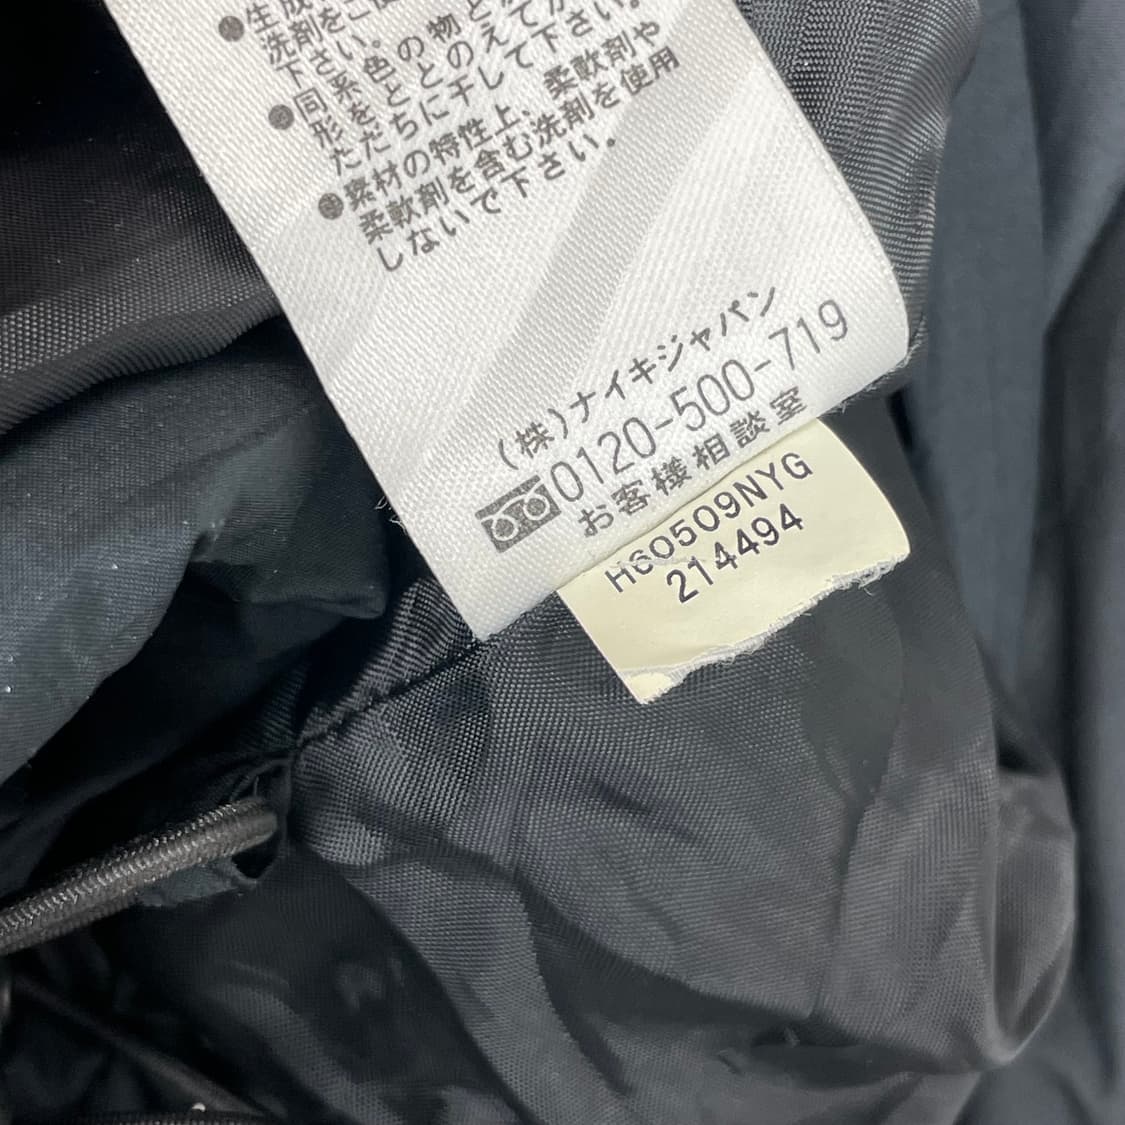 ●生成
洗剤をご使
下さい。
●同系色の物と
形をとちのとえて
ただちに干して下さい。
●素材の特性上、柔軟剤や
柔軟剤を含む洗剤を使用
しないで下さい。
(株)ナイキジャパン
0120-500-719
お客様相談室
H60509NYG
214494